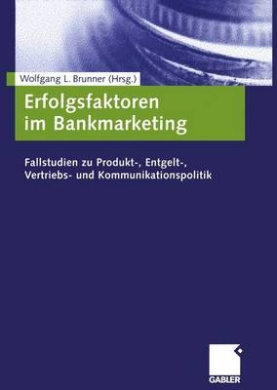 Wolfgang L. Brunner (Hrsg.)
Erfolgsfaktoren
im Bankmarketing
Fallstudien zu Produkt-, Entgelt-,
Vertriebs- und Kommunikationspolitik
GABLER